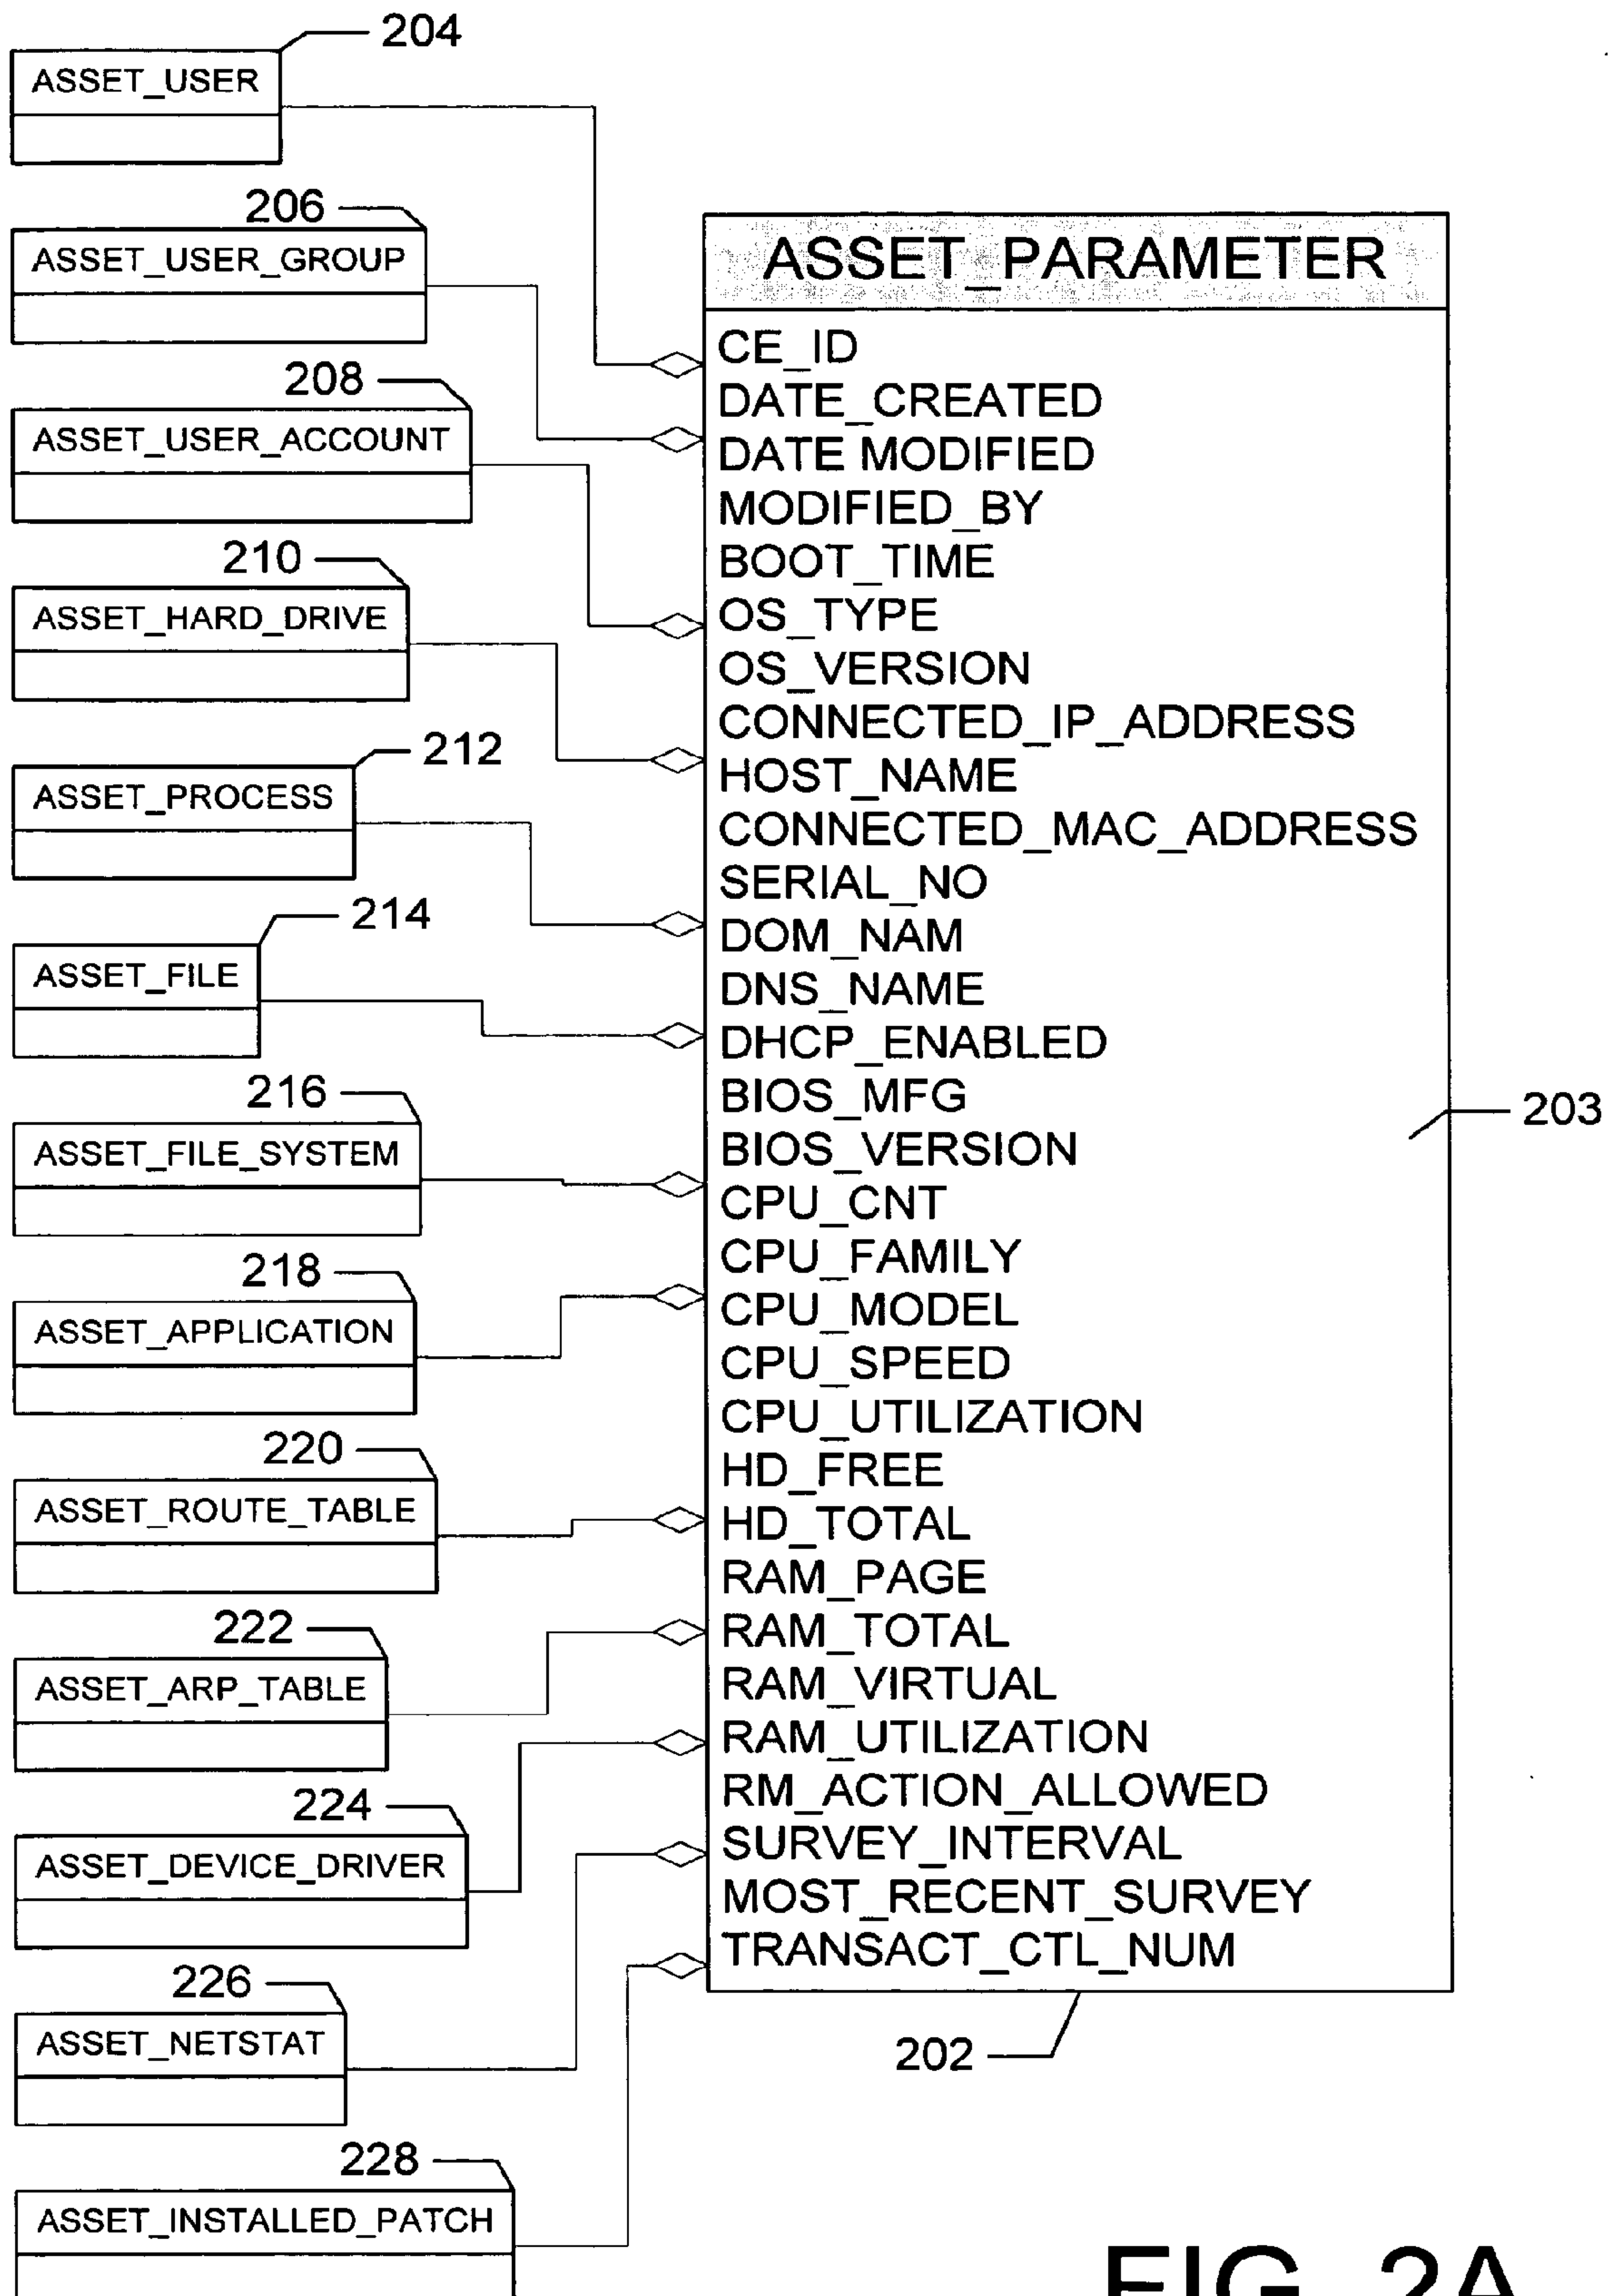 204
ASSET_USER
206
ASSET_USER_GROUP
208
ASSET_USER_ACCOUNT
210
ASSET_HARD_DRIVE
212
ASSET_PROCESS
214
ASSET_FILE
216
ASSET_FILE_SYSTEM
218
ASSET_APPLICATION
220
ASSET_ROUTE_TABLE
222
ASSET_ARP_TABLE
224
ASSET_DEVICE_DRIVER
226
ASSET_NETSTAT
228
ASSET_INSTALLED_PATCH
ASSET_PARAMETER
CE_ID
DATE_CREATED
DATE MODIFIED
MODIFIED_BY
BOOT_TIME
OS_TYPE
OS_VERSION
CONNECTED_IP_ADDRESS
HOST_NAME
CONNECTED_MAC_ADDRESS
SERIAL_NO
DOM_NAM
DNS_NAME
DHCP_ENABLED
BIOS_MFG
BIOS_VERSION
CPU_CNT
CPU_FAMILY
CPU_MODEL
CPU_SPEED
CPU_UTILIZATION
HD_FREE
HD_TOTAL
RAM_PAGE
RAM_TOTAL
RAM_VIRTUAL
RAM_UTILIZATION
RM_ACTION_ALLOWED
SURVEY_INTERVAL
MOST_RECENT_SURVEY
TRANSACT_CTL_NUM
203
202
FIG. 2A